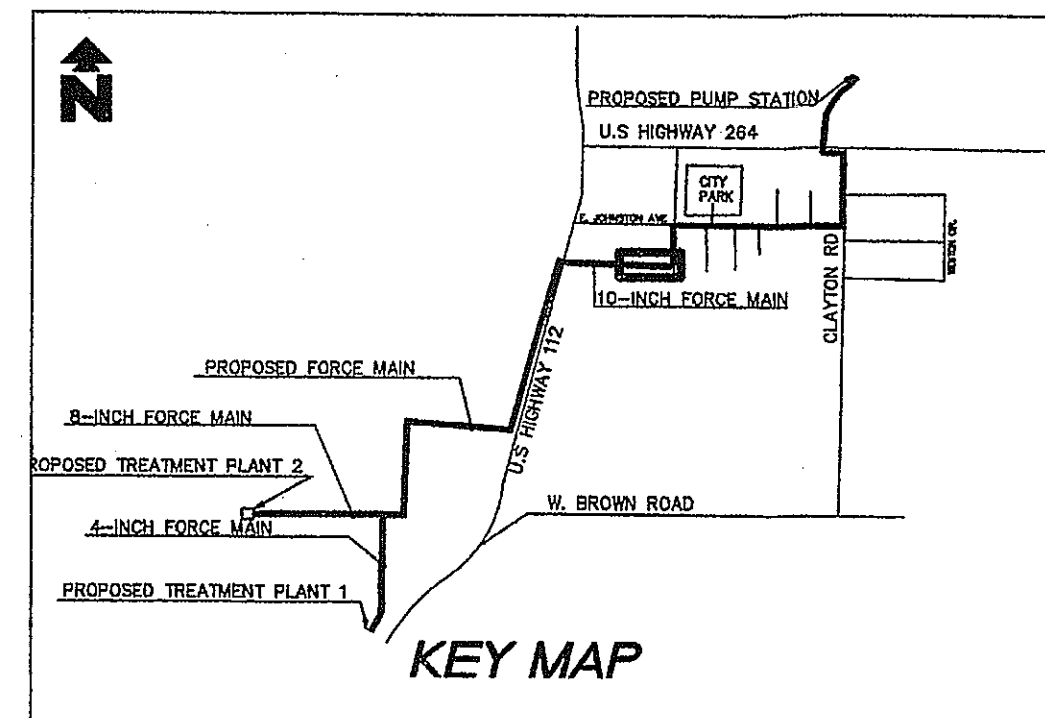 N
PROPOSED PUMP STATION
U.S HIGHWAY 264
CITY
PARK
E. JOHNSTON AVE
10-INCH FORCE MAIN
CLAYTON RD
U.S HIGHWAY 112
PROPOSED FORCE MAIN
8-INCH FORCE MAIN
ROPOSED TREATMENT PLANT 2
W. BROWN ROAD
4-INCH FORCE MAIN
PROPOSED TREATMENT PLANT 1
KEY MAP